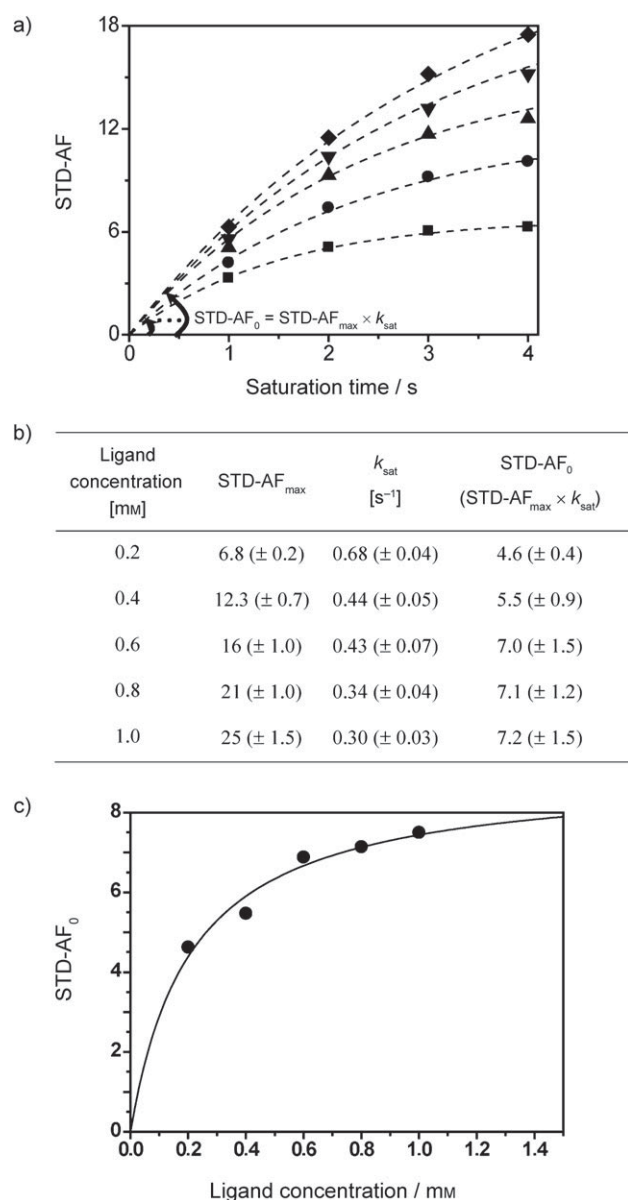 a)
18
12
6
0
STD-AF
STD-AF₀ = STD-AFₘₐₓ × kₛₐₜ
0 1 2 3 4
Saturation time / s
b)
Ligand concentration [mM] STD-AFₘₐₓ kₛₐₜ [s⁻¹] STD-AF₀ (STD-AFₘₐₓ × kₛₐₜ)
0.2 6.8 (± 0.2) 0.68 (± 0.04) 4.6 (± 0.4)
0.4 12.3 (± 0.7) 0.44 (± 0.05) 5.5 (± 0.9)
0.6 16 (± 1.0) 0.43 (± 0.07) 7.0 (± 1.5)
0.8 21 (± 1.0) 0.34 (± 0.04) 7.1 (± 1.2)
1.0 25 (± 1.5) 0.30 (± 0.03) 7.2 (± 1.5)
c)
8
6
4
2
0
STD-AF₀
0.0 0.2 0.4 0.6 0.8 1.0 1.2 1.4
Ligand concentration / mM